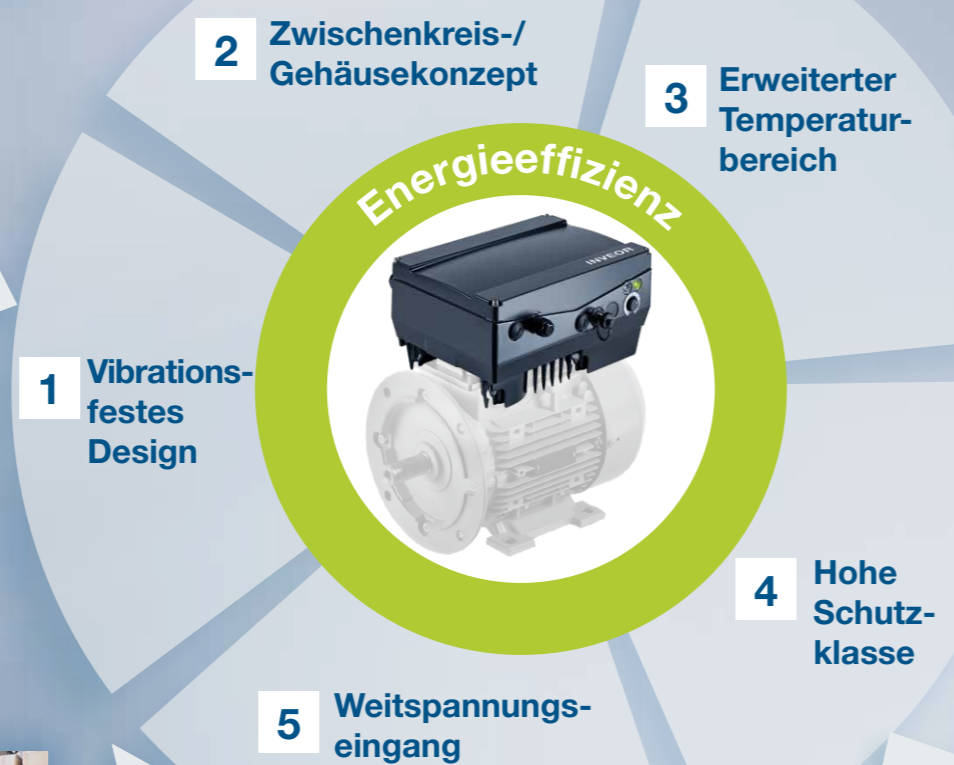 2
Zwischenkreis-/
Gehäusekonzept
3
Erweiterter
Temperatur-
bereich
Energieeffizienz
INVEOR
1
Vibrations-
festes
Design
4
Hohe
Schutz-
klasse
5
Weitspannungs-
eingang